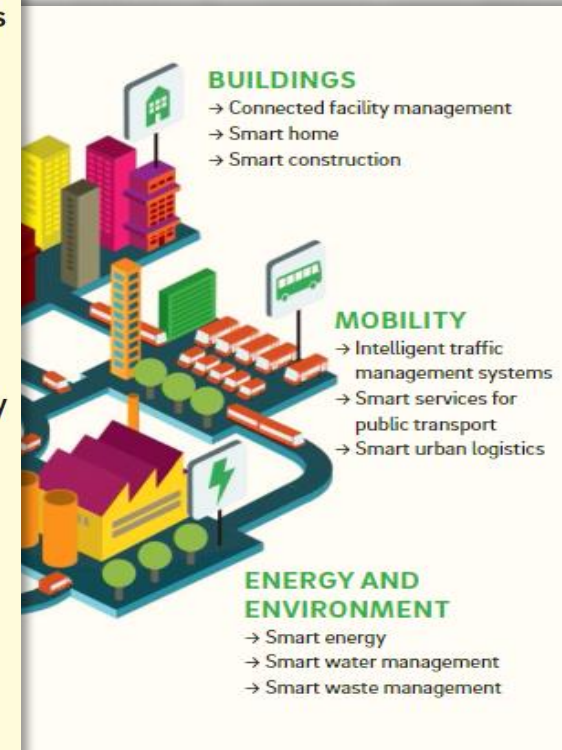 s
BUILDINGS
→ Connected facility management
→ Smart home
→ Smart construction
MOBILITY
→ Intelligent traffic
management systems
→ Smart services for
public transport
→ Smart urban logistics
y
ENERGY AND
ENVIRONMENT
→ Smart energy
→ Smart water management
→ Smart waste management